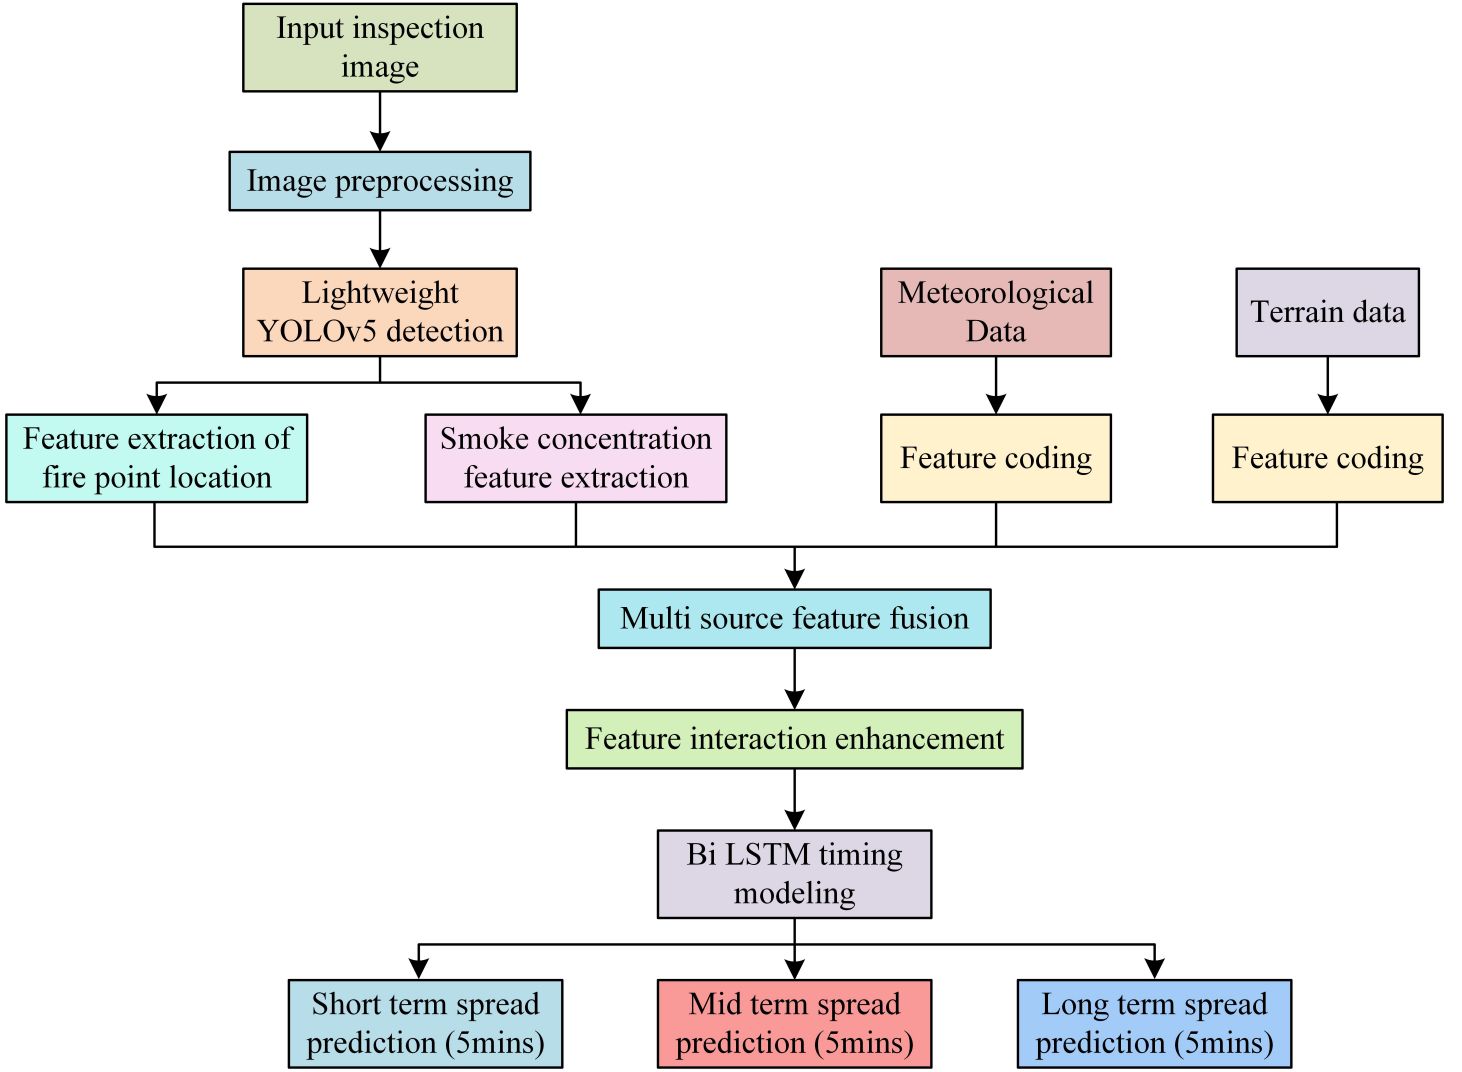 Input inspection
image
Image preprocessing
Lightweight
YOLOv5 detection
Meteorological
Data
Terrain data
Feature extraction of
fire point location
Smoke concentration
feature extraction
Feature coding
Feature coding
Multi source feature fusion
Feature interaction enhancement
Bi LSTM timing
modeling
Short term spread
prediction (5mins)
Mid term spread
prediction (5mins)
Long term spread
prediction (5mins)